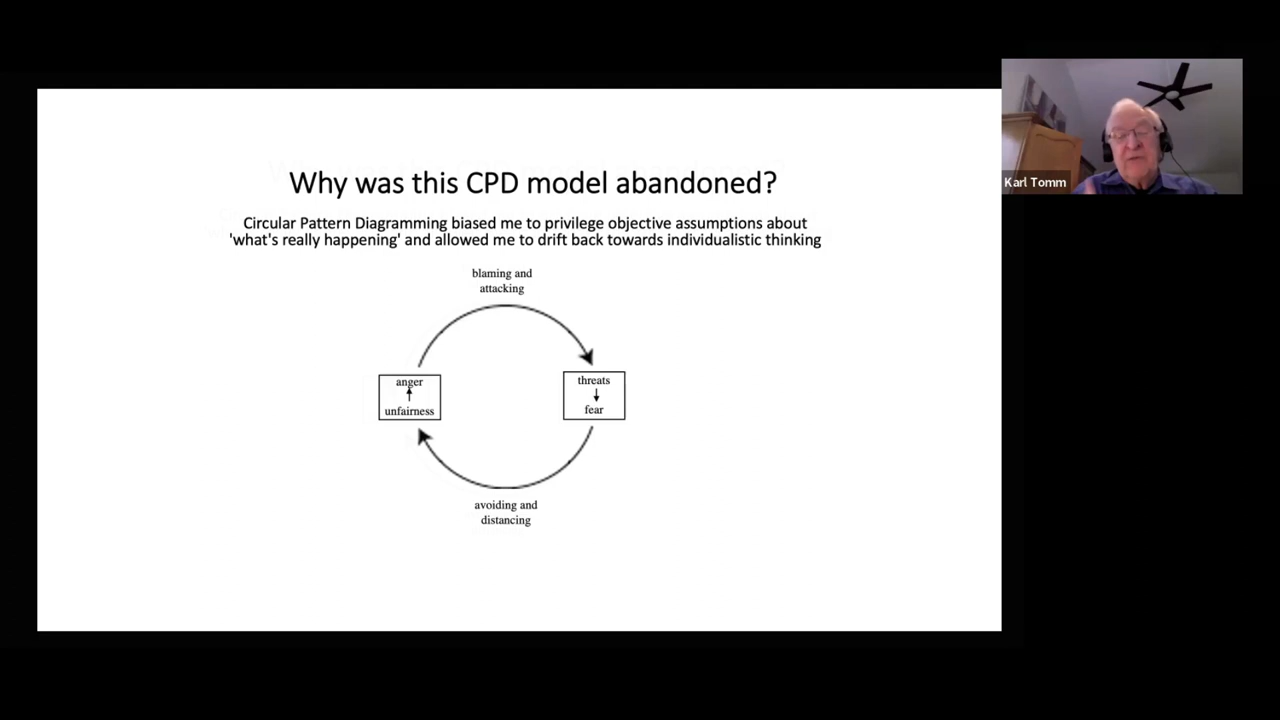 Why was this CPD model abandoned?
Circular Pattern Diagramming biased me to privilege objective assumptions about
'what's really happening' and allowed me to drift back towards individualistic thinking
blaming and
attacking
anger
unfairness
threats
fear
avoiding and
distancing
Karl Tomm